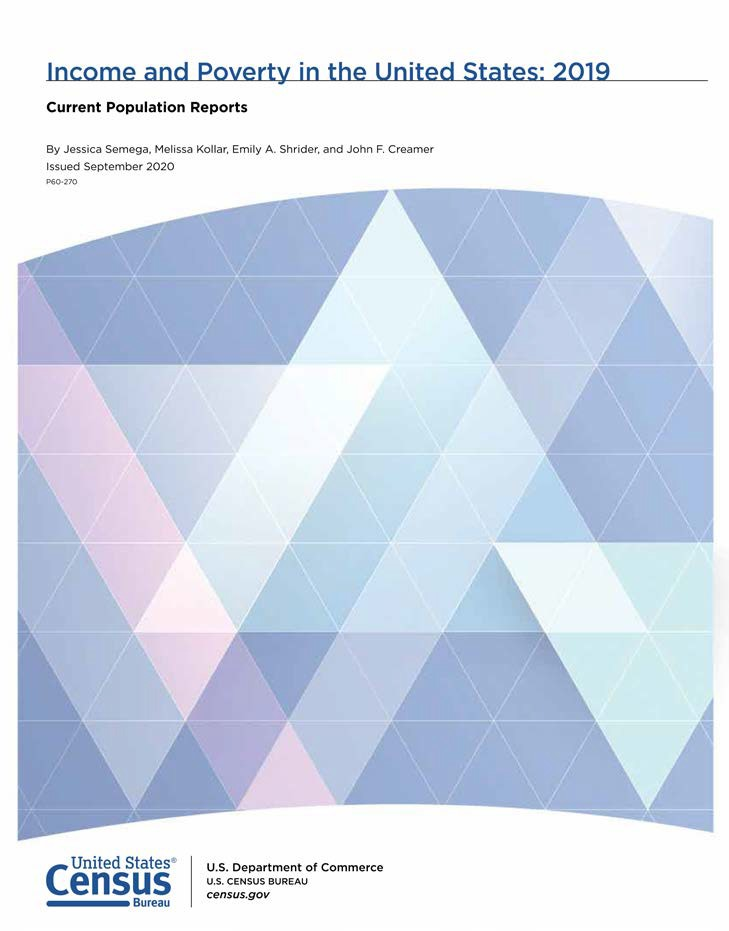 Income and Poverty in the United States: 2019
Current Population Reports
By Jessica Semega, Melissa Kollar, Emily A. Shrider, and John F. Creamer
Issued September 2020
P60-270
United States®
Census
Bureau
U.S. Department of Commerce
U.S. CENSUS BUREAU
census.gov